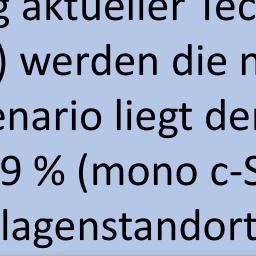 g aktueller Tec
) werden die n
enario liegt der
9 % (mono c-S
lagenstandort